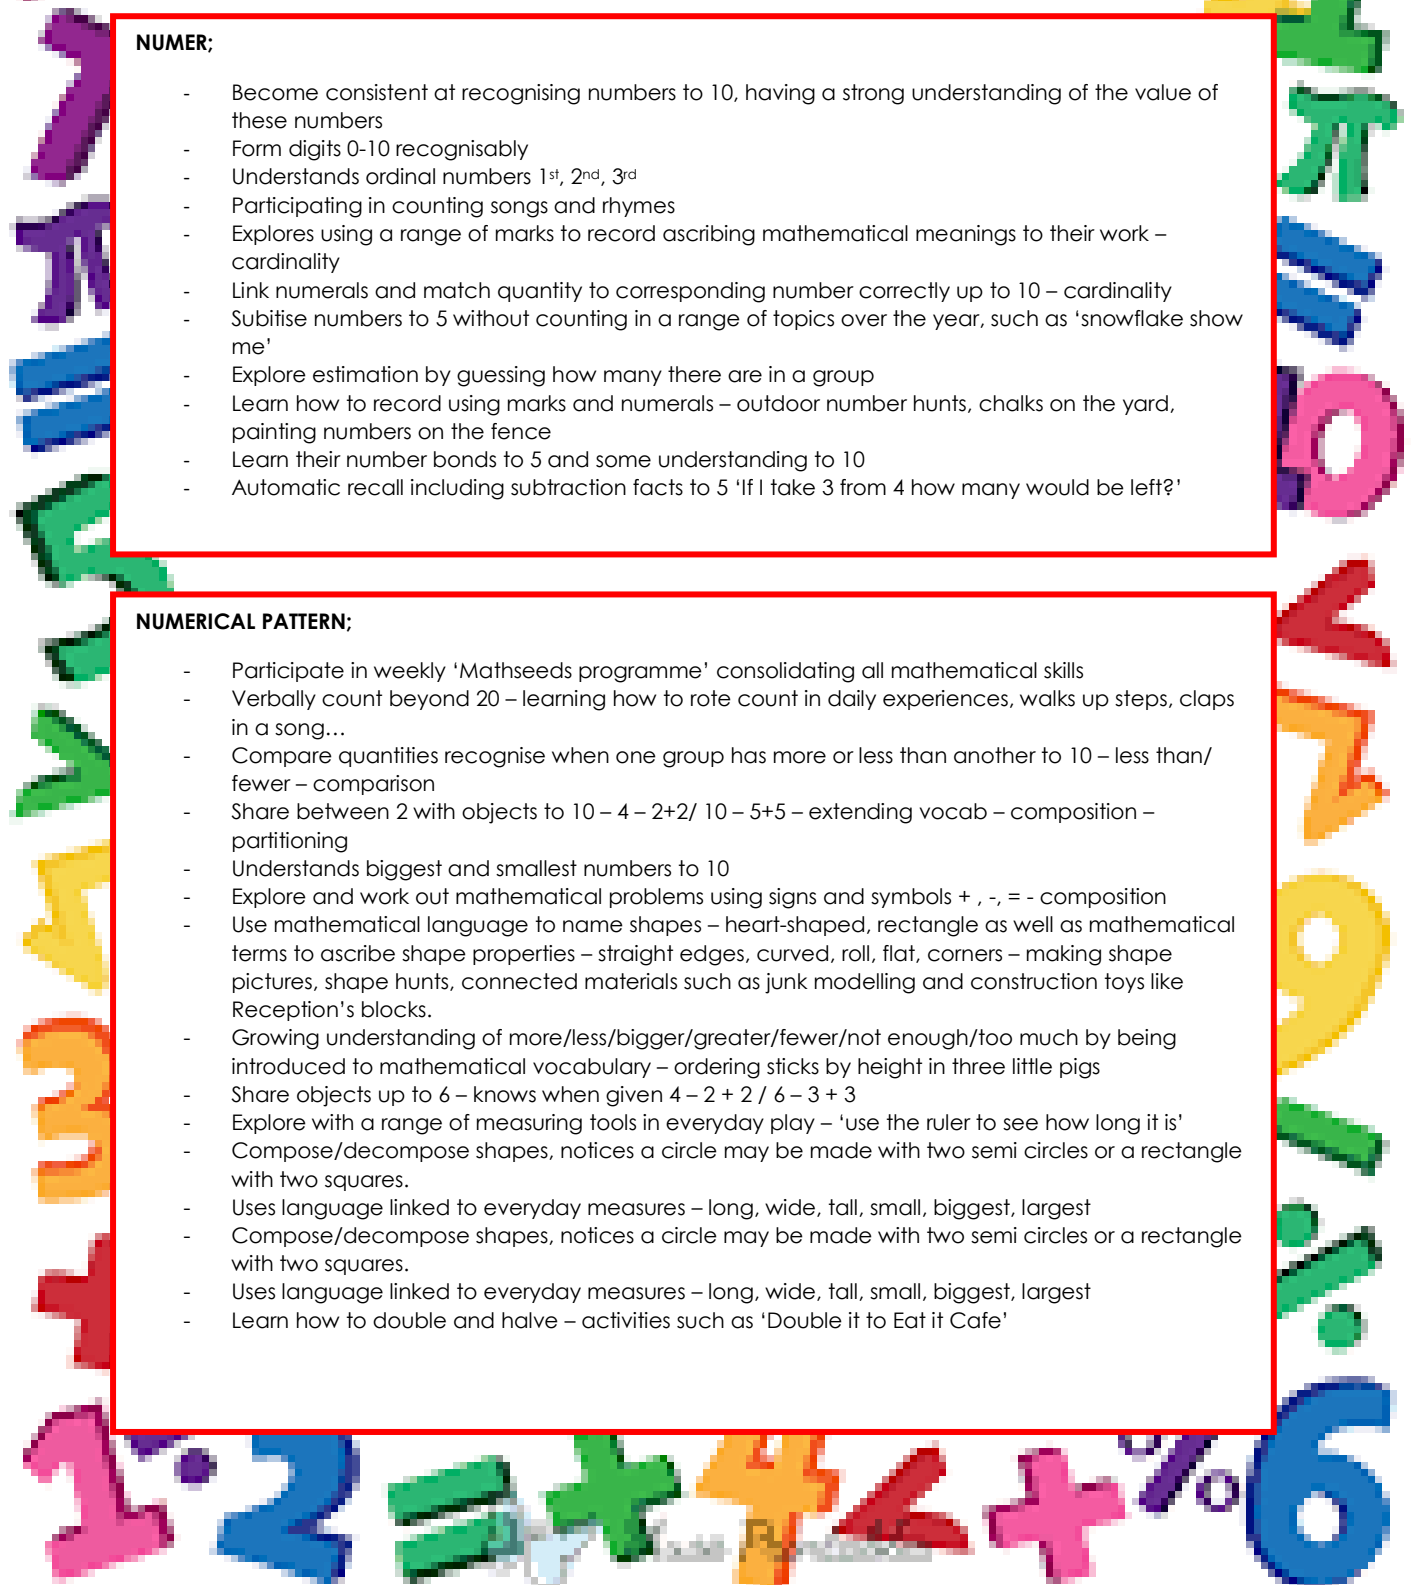 NUMER;
- Become consistent at recognising numbers to 10, having a strong understanding of the value of
these numbers
- Form digits 0-10 recognisably
- Understands ordinal numbers 1st, 2nd, 3rd
- Participating in counting songs and rhymes
- Explores using a range of marks to record ascribing mathematical meanings to their work –
cardinality
- Link numerals and match quantity to corresponding number correctly up to 10 – cardinality
- Subitise numbers to 5 without counting in a range of topics over the year, such as ‘snowflake show
me’
- Explore estimation by guessing how many there are in a group
- Learn how to record using marks and numerals – outdoor number hunts, chalks on the yard,
painting numbers on the fence
- Learn their number bonds to 5 and some understanding to 10
- Automatic recall including subtraction facts to 5 ‘If I take 3 from 4 how many would be left?’
NUMERICAL PATTERN;
- Participate in weekly ‘Mathseeds programme’ consolidating all mathematical skills
- Verbally count beyond 20 – learning how to rote count in daily experiences, walks up steps, claps
in a song…
- Compare quantities recognise when one group has more or less than another to 10 – less than/
fewer – comparison
- Share between 2 with objects to 10 – 4 – 2+2/ 10 – 5+5 – extending vocab – composition –
partitioning
- Understands biggest and smallest numbers to 10
- Explore and work out mathematical problems using signs and symbols + , -, = - composition
- Use mathematical language to name shapes – heart-shaped, rectangle as well as mathematical
terms to ascribe shape properties – straight edges, curved, roll, flat, corners – making shape
pictures, shape hunts, connected materials such as junk modelling and construction toys like
Reception’s blocks.
- Growing understanding of more/less/bigger/greater/fewer/not enough/too much by being
introduced to mathematical vocabulary – ordering sticks by height in three little pigs
- Share objects up to 6 – knows when given 4 – 2 + 2 / 6 – 3 + 3
- Explore with a range of measuring tools in everyday play – ‘use the ruler to see how long it is’
- Compose/decompose shapes, notices a circle may be made with two semi circles or a rectangle
with two squares.
- Uses language linked to everyday measures – long, wide, tall, small, biggest, largest
- Compose/decompose shapes, notices a circle may be made with two semi circles or a rectangle
with two squares.
- Uses language linked to everyday measures – long, wide, tall, small, biggest, largest
- Learn how to double and halve – activities such as ‘Double it to Eat it Cafe’